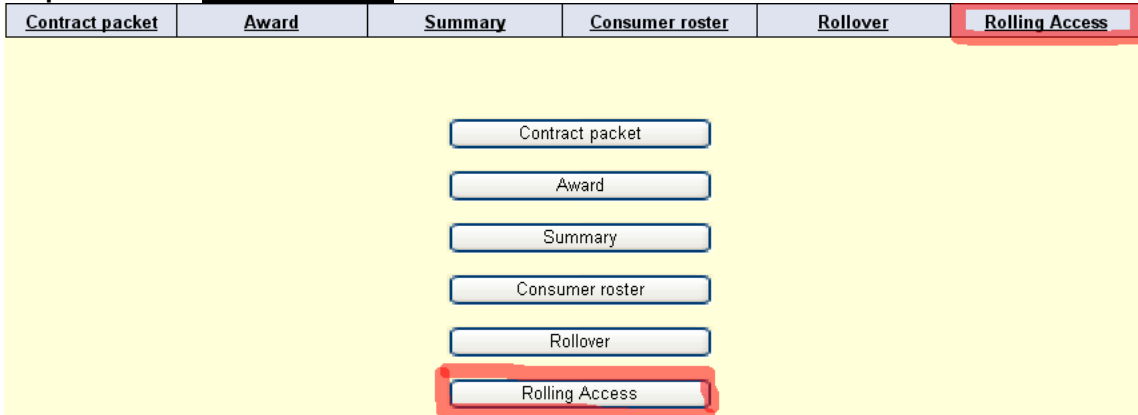 Contract packet Award Summary Consumer roster Rollover Rolling Access
Contract packet
Award
Summary
Consumer roster
Rollover
Rolling Access